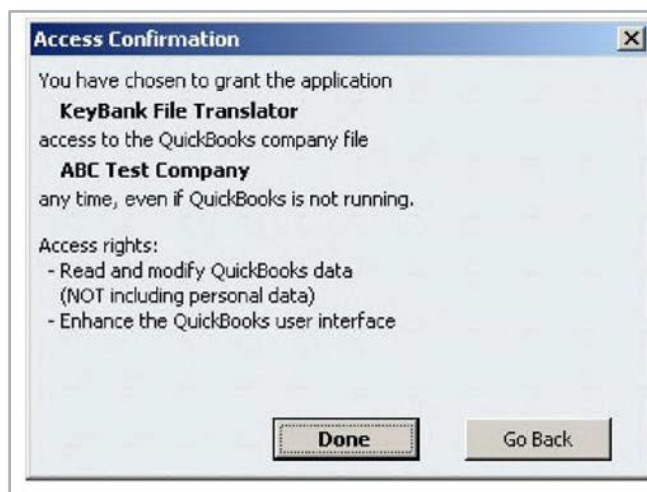 Access Confirmation
You have chosen to grant the application
KeyBank File Translator
access to the QuickBooks company file
ABC Test Company
any time, even if QuickBooks is not running.
Access rights:
- Read and modify QuickBooks data
(NOT including personal data)
- Enhance the QuickBooks user interface
Done
Go Back